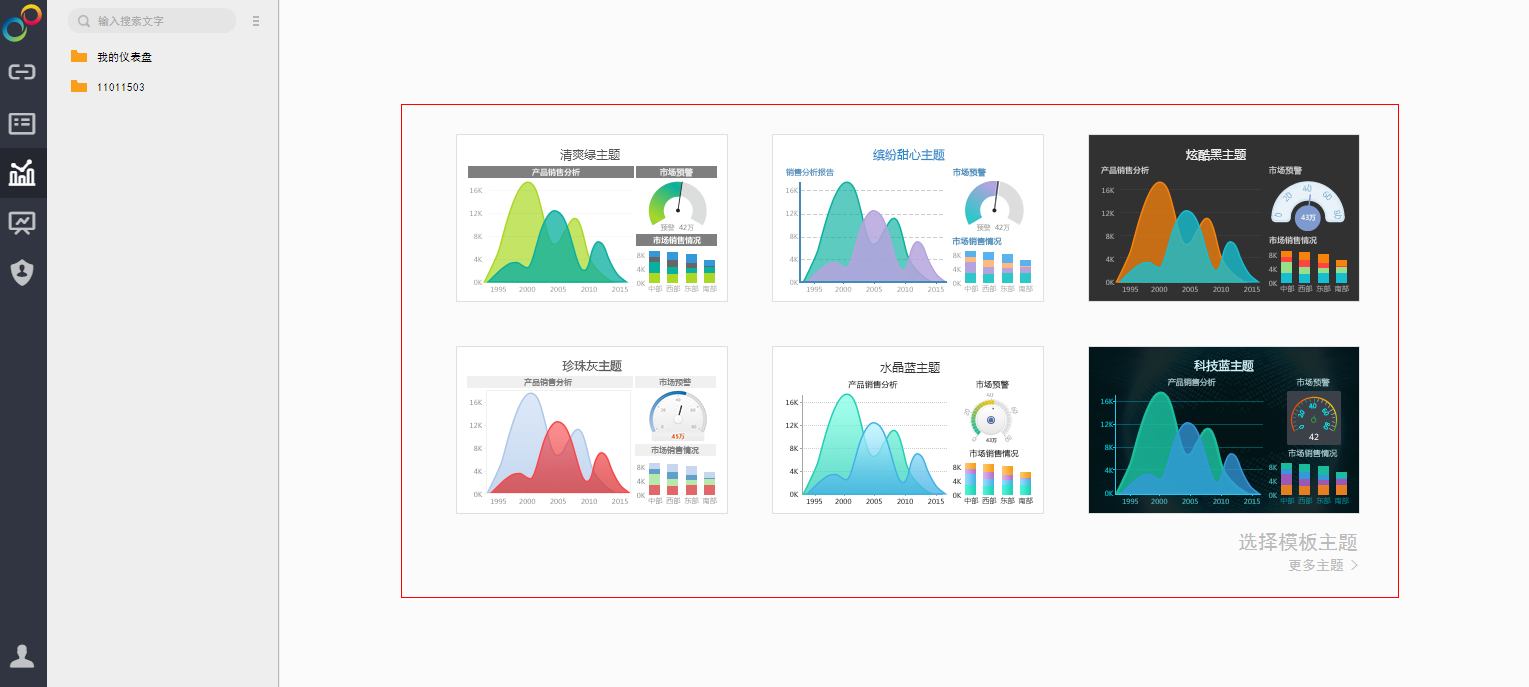 输入搜索文字
我的仪表盘
11011503
清爽绿主题
产品销售分析
市场预警
16K
12K
8K
4K
0K
1995 2000 2005 2010 2015
预警 42万
市场销售情况
8K
4K
0K
中部 西部 东部 南部
缤纷甜心主题
销售分析报告
市场预警
16K
12K
8K
4K
0K
1995 2000 2005 2010 2015
预警 42万
市场销售情况
8K
4K
0K
中部 西部 东部 南部
炫酷黑主题
产品销售分析
市场预警
16K
12K
8K
4K
0K
1995 2000 2005 2010 2015
0 20 40 60 80
43万
市场销售情况
8K
4K
0K
中部 西部 东部 南部
珍珠灰主题
产品销售分析
市场预警
16K
12K
8K
4K
0K
1995 2000 2005 2010 2015
45万
市场销售情况
8K
4K
0K
中部 西部 东部 南部
水晶蓝主题
产品销售分析
市场预警
16K
12K
8K
4K
0K
1995 2000 2005 2010 2015
43万
市场销售情况
8K
4K
0K
中部 西部 东部 南部
科技蓝主题
产品销售分析
市场预警
16K
12K
8K
4K
0K
1995 2000 2005 2010 2015
0 20 40 60 80
42
市场销售情况
8K
4K
0K
中部 西部 东部 南部
选择模板主题
更多主题